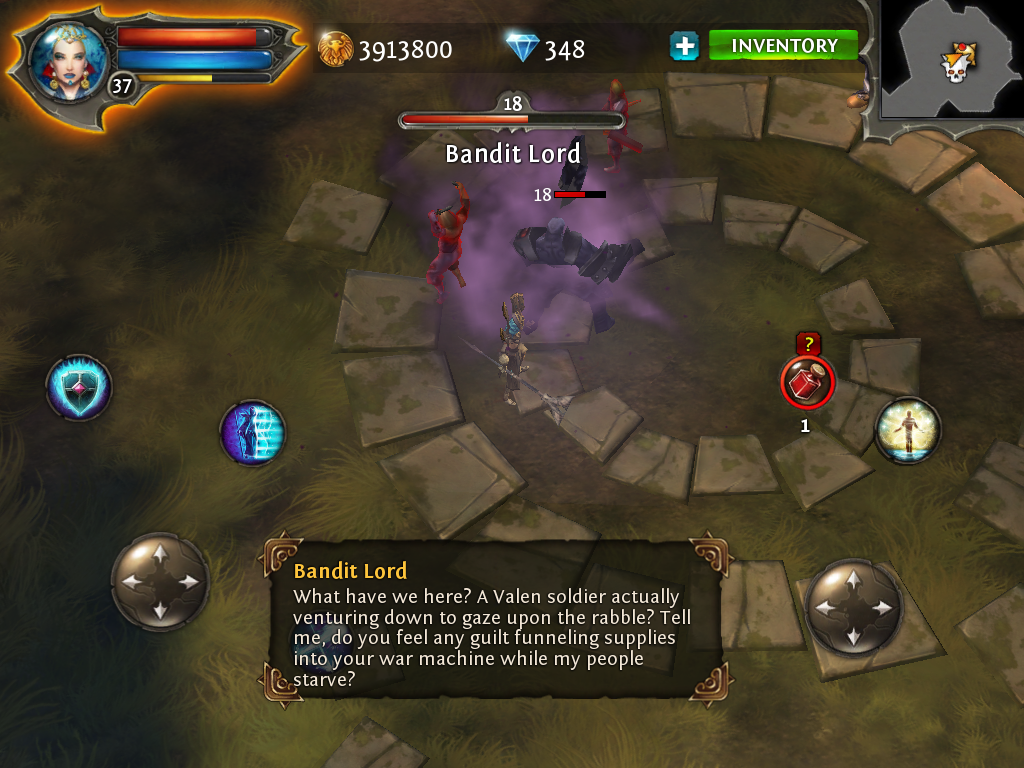 3913800
348
INVENTORY
37
18
Bandit Lord
18
?
1
Bandit Lord
What have we here? A Valen soldier actually
venturing down to gaze upon the rabble? Tell
me, do you feel any guilt funneling supplies
into your war machine while my people
starve?